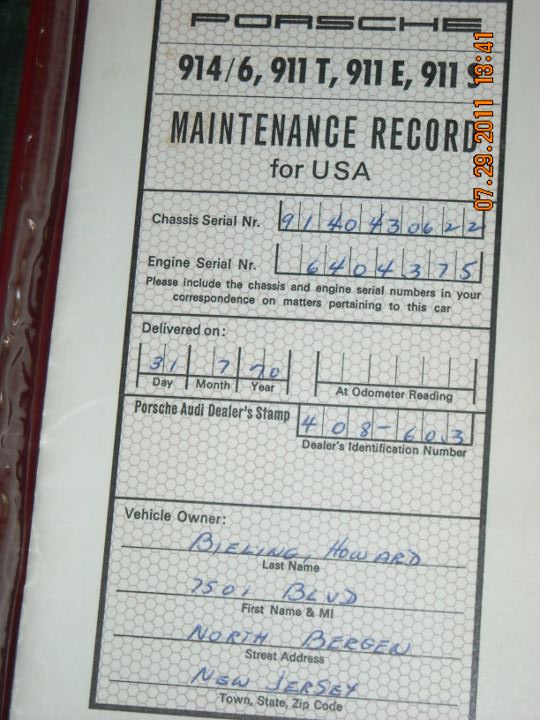 PORSCHE
914/6, 911 T, 911 E, 911 S
MAINTENANCE RECORD
for USA
Chassis Serial Nr. 9140430622
Engine Serial Nr. 6404375
Please include the chassis and engine serial numbers in your
correspondence on matters pertaining to this car
Delivered on:
31 7 70
Day Month Year At Odometer Reading
Porsche Audi Dealer's Stamp 408-603
Dealer's Identification Number
Vehicle Owner:
BIELING, HOWARD
Last Name
7501 BLVD
First Name & MI
NORTH BERGEN
Street Address
NEW JERSEY
Town, State, Zip Code
07.29.2011 13:41